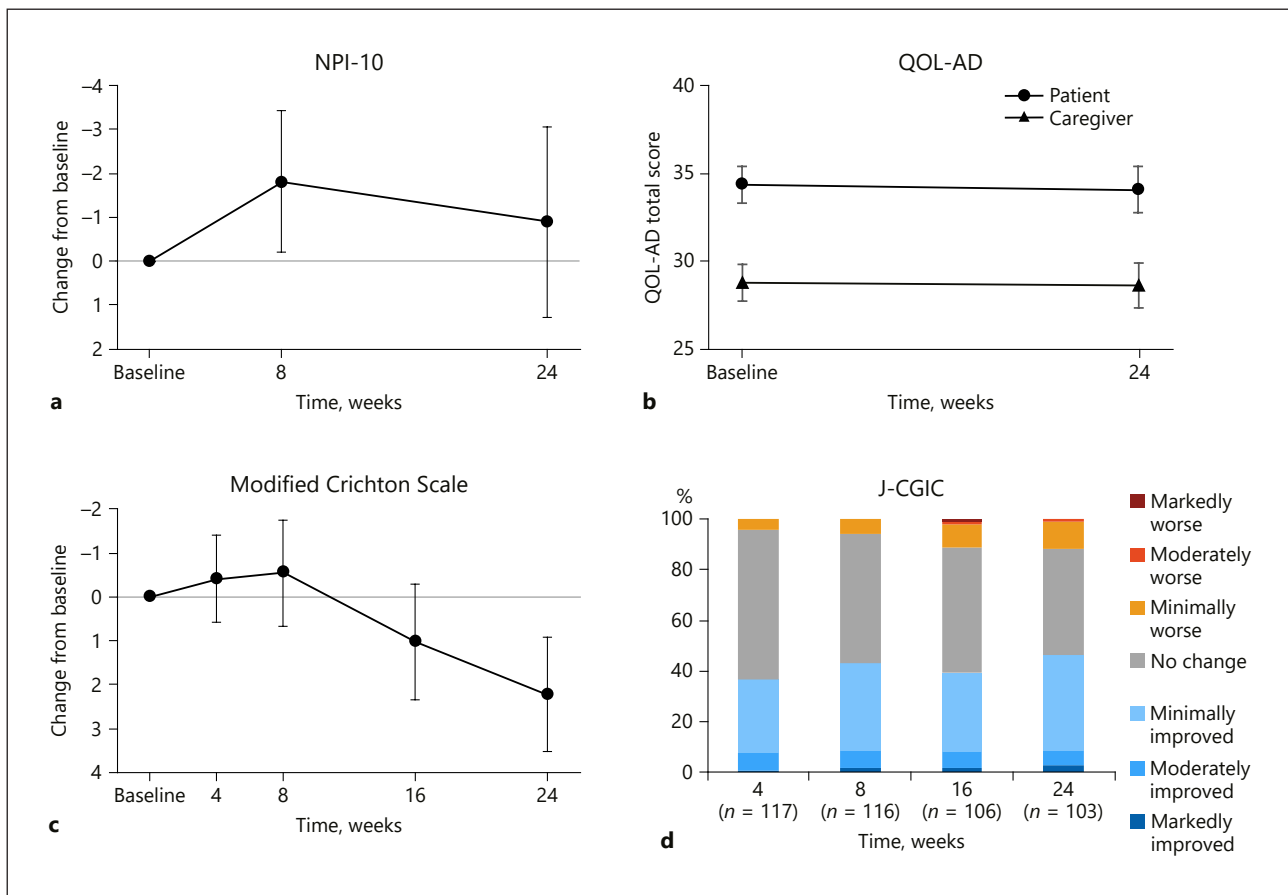 NPI-10
Change from baseline
–4
–3
–2
–1
0
1
2
Baseline
8
24
Time, weeks
a
QOL-AD
Patient
Caregiver
QOL-AD total score
40
35
30
25
Baseline
24
Time, weeks
b
Modified Crichton Scale
Change from baseline
–2
–1
0
1
2
3
4
Baseline
4
8
16
24
Time, weeks
c
J-CGIC
%
100
80
60
40
20
0
4
(n = 117)
8
(n = 116)
16
(n = 106)
24
(n = 103)
Time, weeks
d
Markedly
worse
Moderately
worse
Minimally
worse
No change
Minimally
improved
Moderately
improved
Markedly
improved